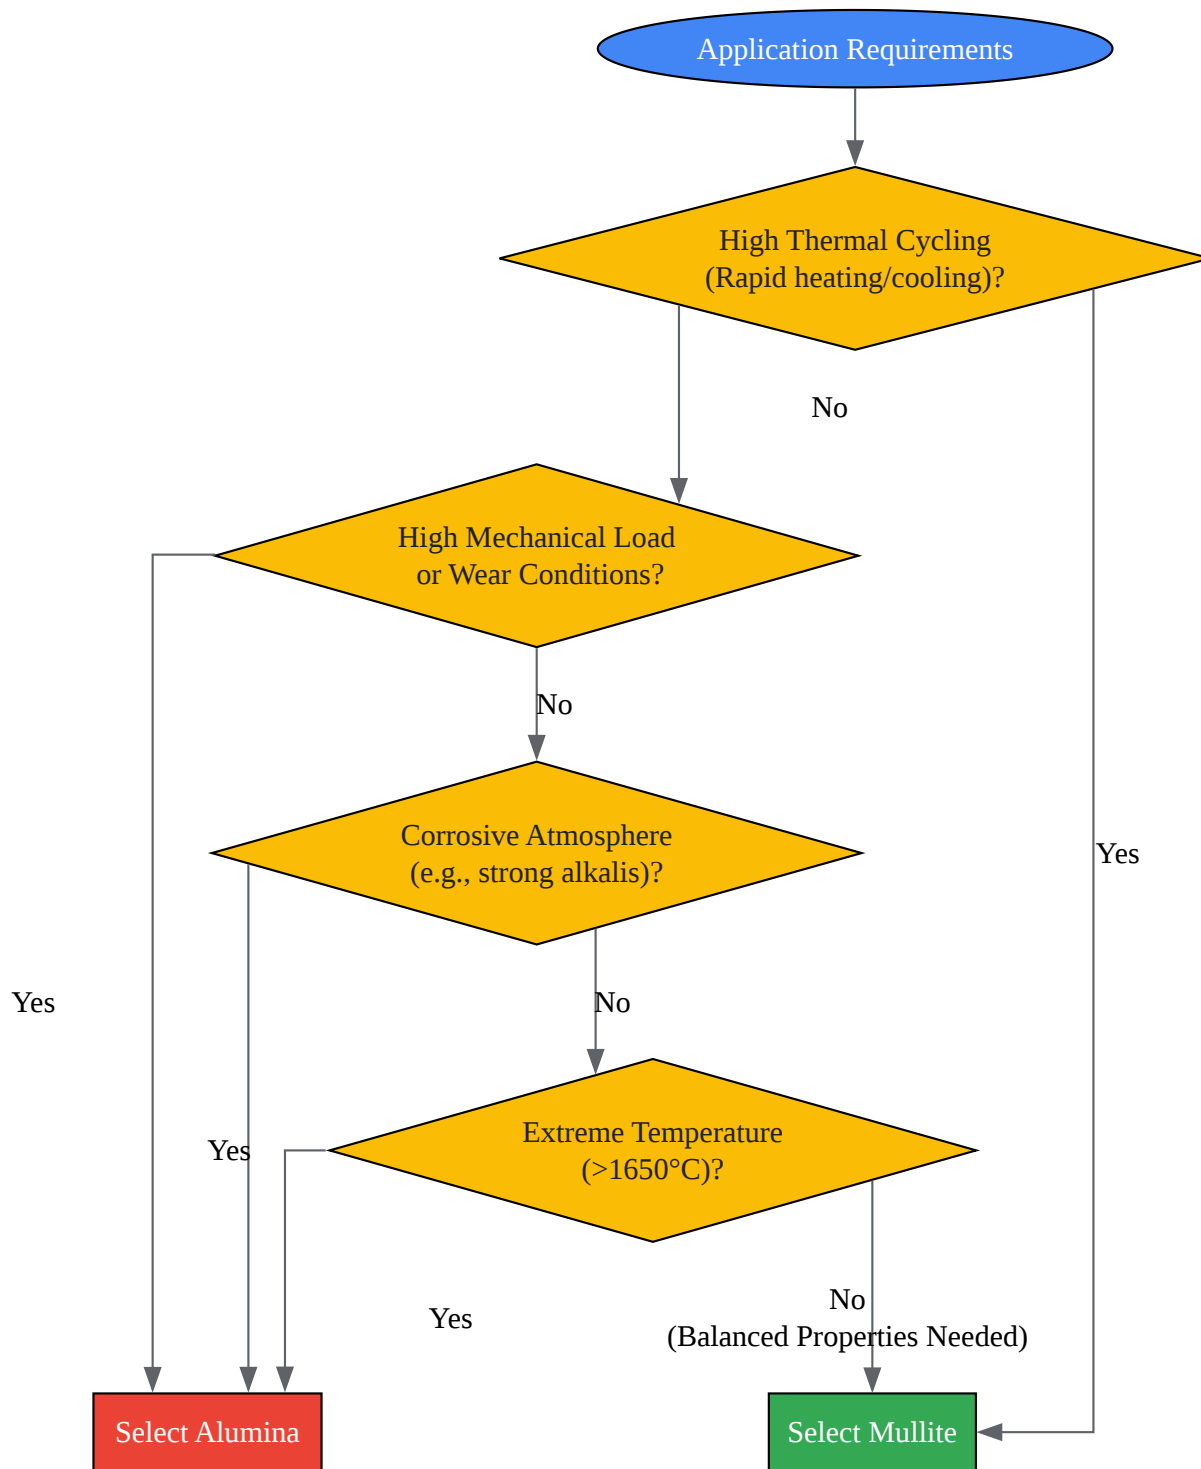 Application Requirements
High Thermal Cycling
(Rapid heating/cooling)?
No
High Mechanical Load
or Wear Conditions?
No
Corrosive Atmosphere
(e.g., strong alkalis)?
Yes
Yes
No
Yes
Extreme Temperature
(>1650°C)?
Yes
No
(Balanced Properties Needed)
Select Alumina
Select Mullite